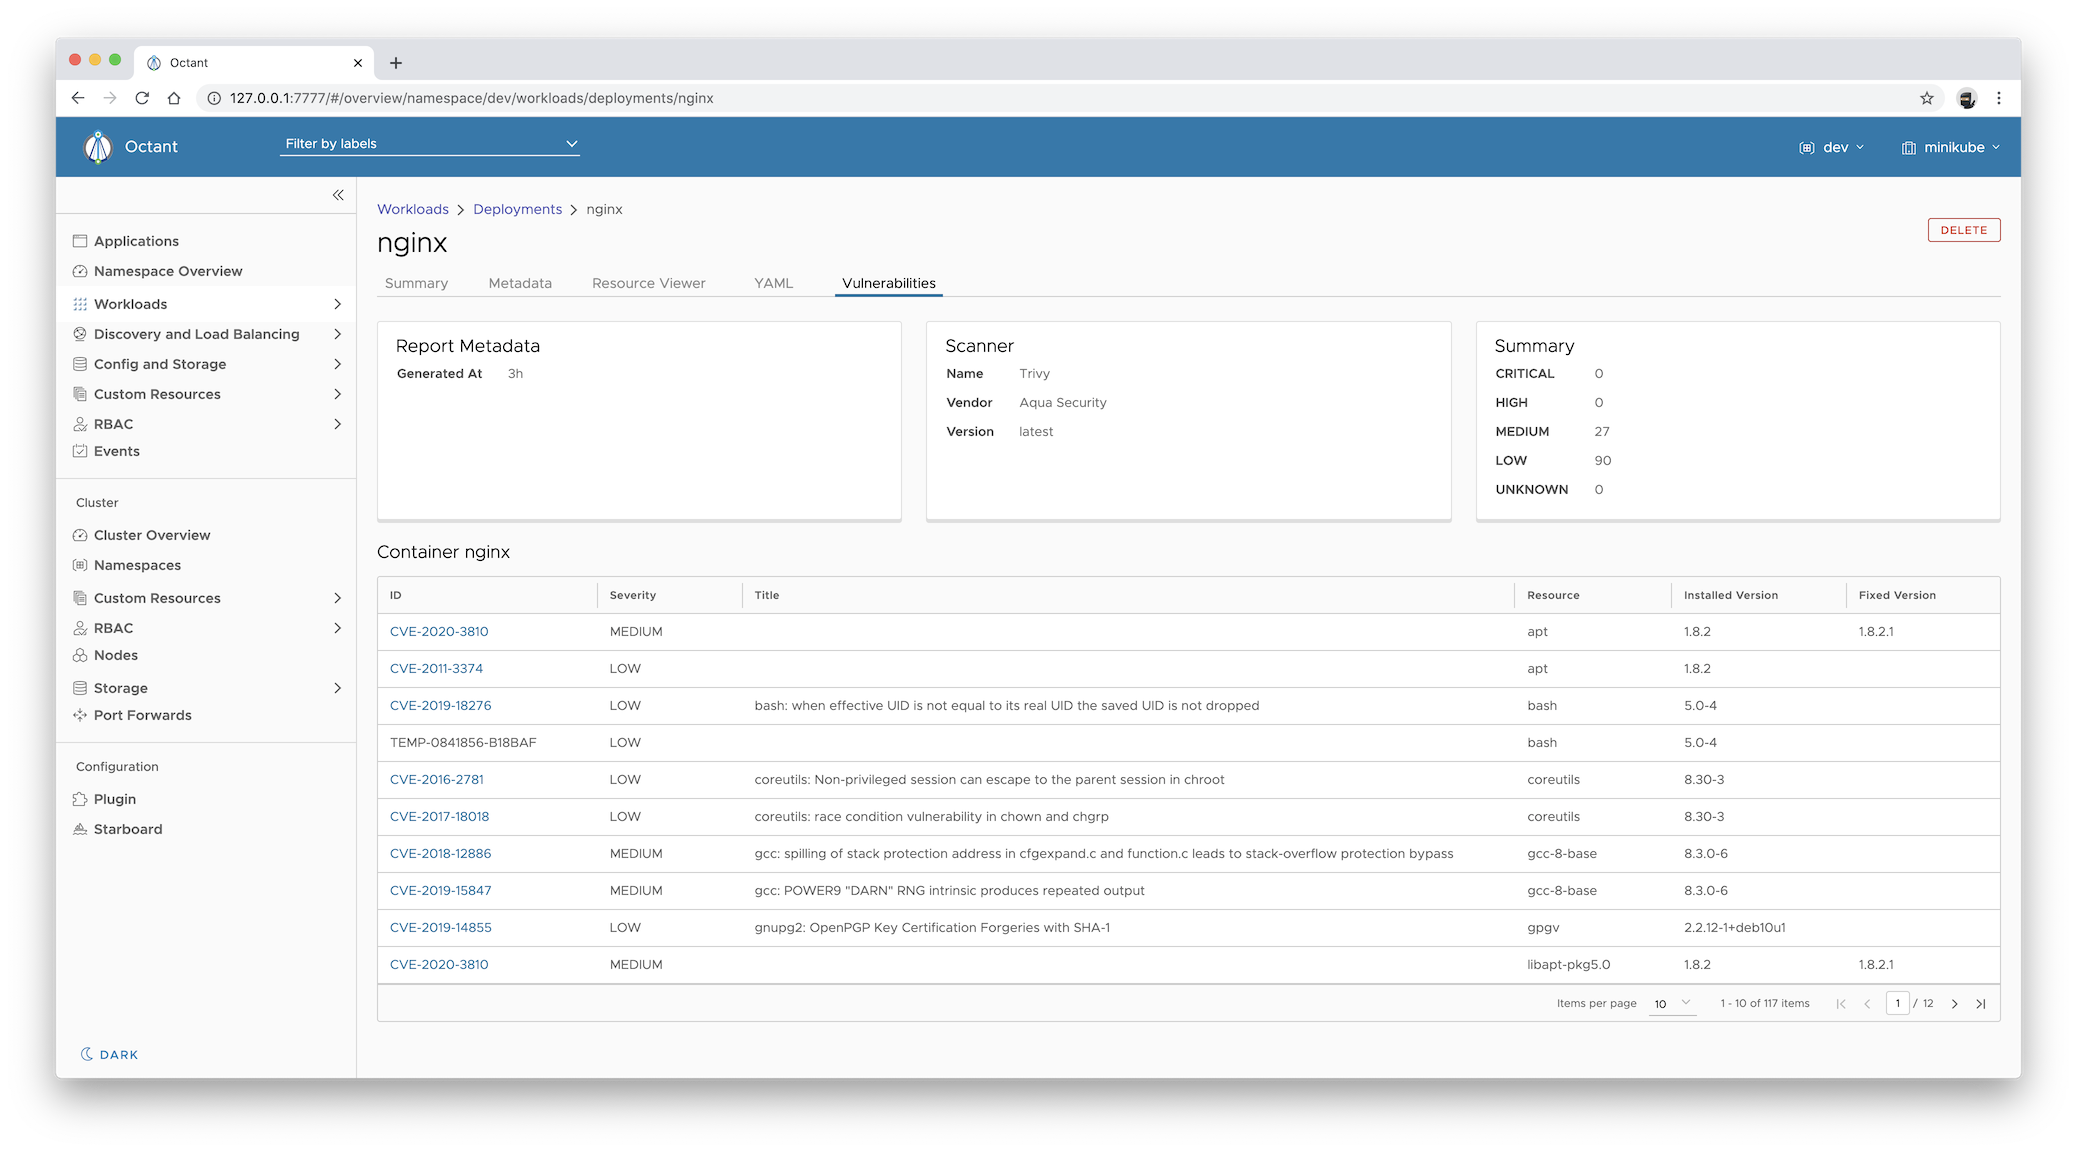 Octant
127.0.0.1:7777/#/overview/namespace/dev/workloads/deployments/nginx
Octant
Filter by labels
dev
minikube
Applications
Namespace Overview
Workloads
Discovery and Load Balancing
Config and Storage
Custom Resources
RBAC
Events
Cluster
Cluster Overview
Namespaces
Custom Resources
RBAC
Nodes
Storage
Port Forwards
Configuration
Plugin
Starboard
DARK
Workloads > Deployments > nginx
nginx
DELETE
Summary Metadata Resource Viewer YAML Vulnerabilities
Report Metadata
Generated At 3h
Scanner
Name Trivy
Vendor Aqua Security
Version latest
Summary
CRITICAL 0
HIGH 0
MEDIUM 27
LOW 90
UNKNOWN 0
Container nginx
ID Severity Title Resource Installed Version Fixed Version
CVE-2020-3810 MEDIUM apt 1.8.2 1.8.2.1
CVE-2011-3374 LOW apt 1.8.2
CVE-2019-18276 LOW bash: when effective UID is not equal to its real UID the saved UID is not dropped bash 5.0-4
TEMP-0841856-B18BAF LOW bash 5.0-4
CVE-2016-2781 LOW coreutils: Non-privileged session can escape to the parent session in chroot coreutils 8.30-3
CVE-2017-18018 LOW coreutils: race condition vulnerability in chown and chgrp coreutils 8.30-3
CVE-2018-12886 MEDIUM gcc: spilling of stack protection address in cfgexpand.c and function.c leads to stack-overflow protection bypass gcc-8-base 8.3.0-6
CVE-2019-15847 MEDIUM gcc: POWER9 "DARN" RNG intrinsic produces repeated output gcc-8-base 8.3.0-6
CVE-2019-14855 LOW gnupg2: OpenPGP Key Certification Forgeries with SHA-1 gpgv 2.2.12-1+deb10u1
CVE-2020-3810 MEDIUM libapt-pkg5.0 1.8.2 1.8.2.1
Items per page 10 1 - 10 of 117 items 1 / 12